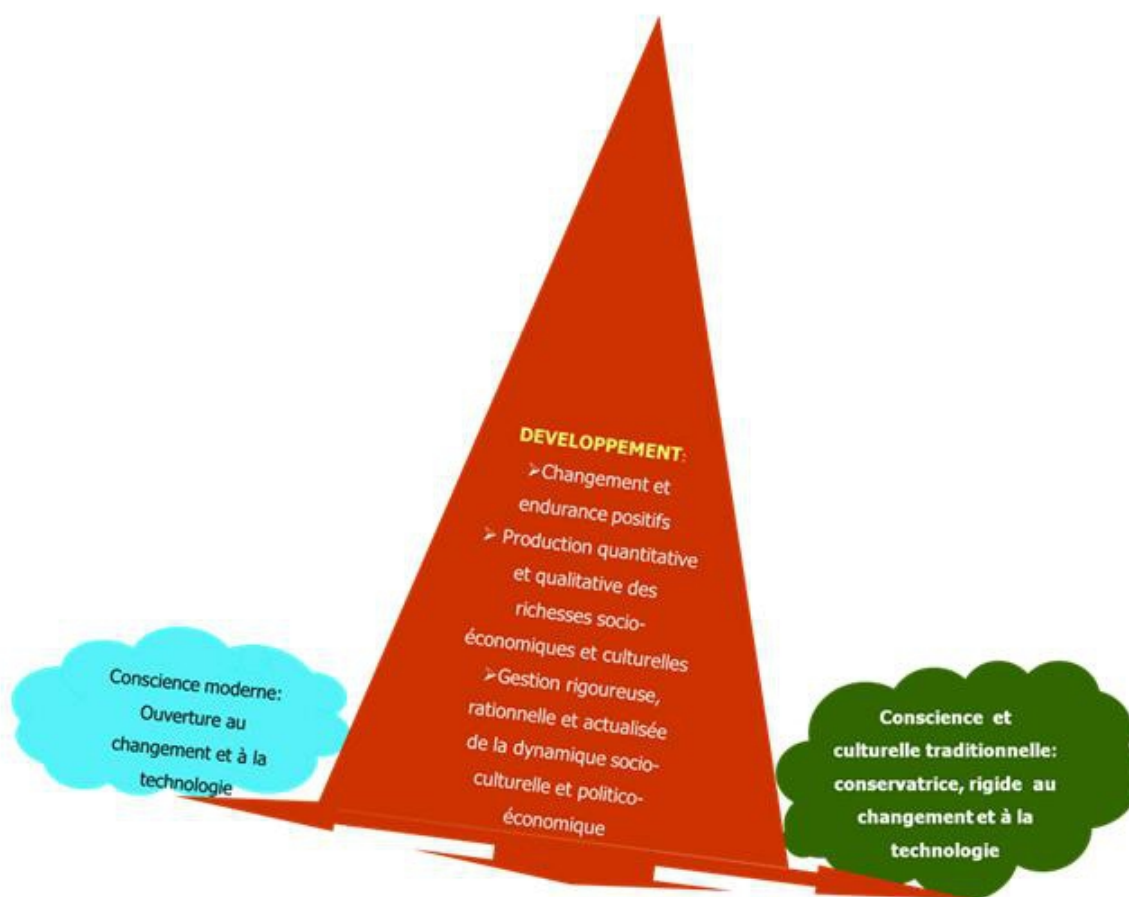 DEVELOPPEMENT:
➢Changement et
endurance positifs
➢ Production quantitative
et qualitative des
richesses socio-
économiques et culturelles
➢Gestion rigoureuse,
rationnelle et actualisée
de la dynamique socio-
culturelle et politico-
économique
Conscience moderne:
Ouverture au
changement et à la
technologie
Conscience et
culturelle traditionnelle:
conservatrice, rigide au
changement et à la
technologie